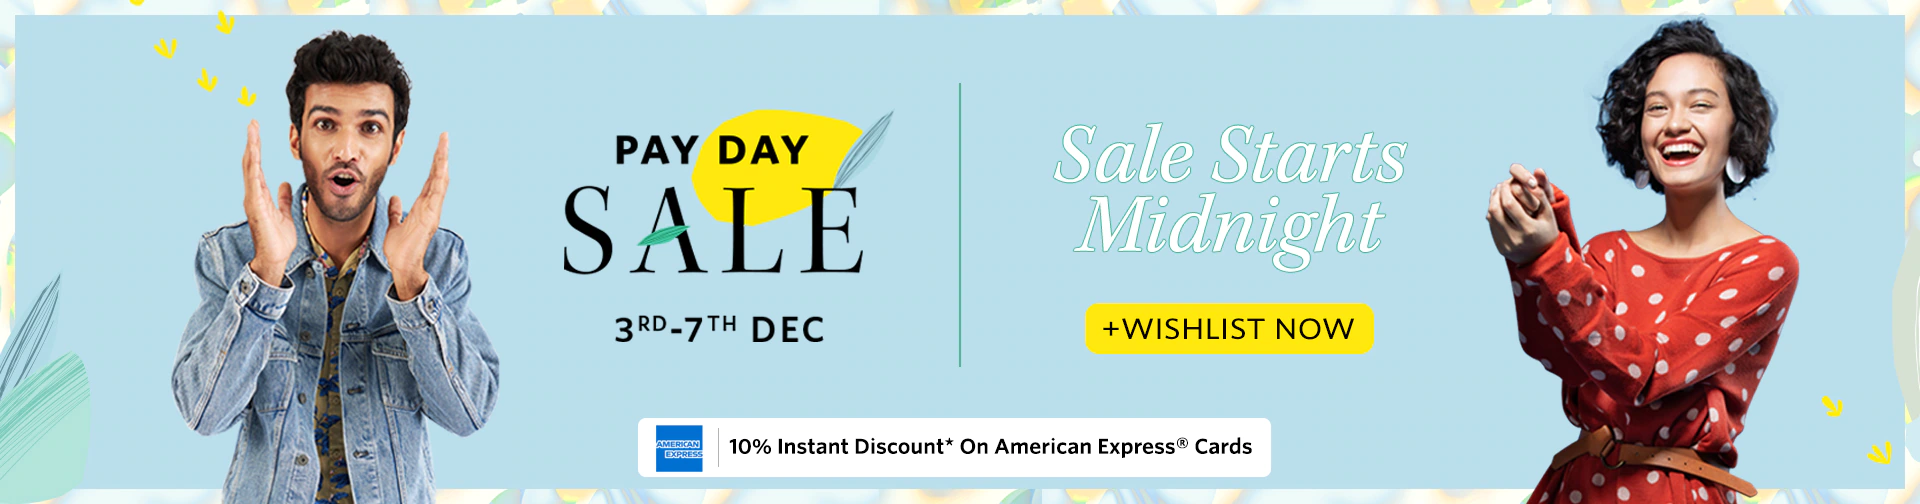 PAY DAY
SALE
3RD-7TH DEC
Sale Starts
Midnight
+WISHLIST NOW
AMERICAN
EXPRESS
10% Instant Discount* On American Express® Cards